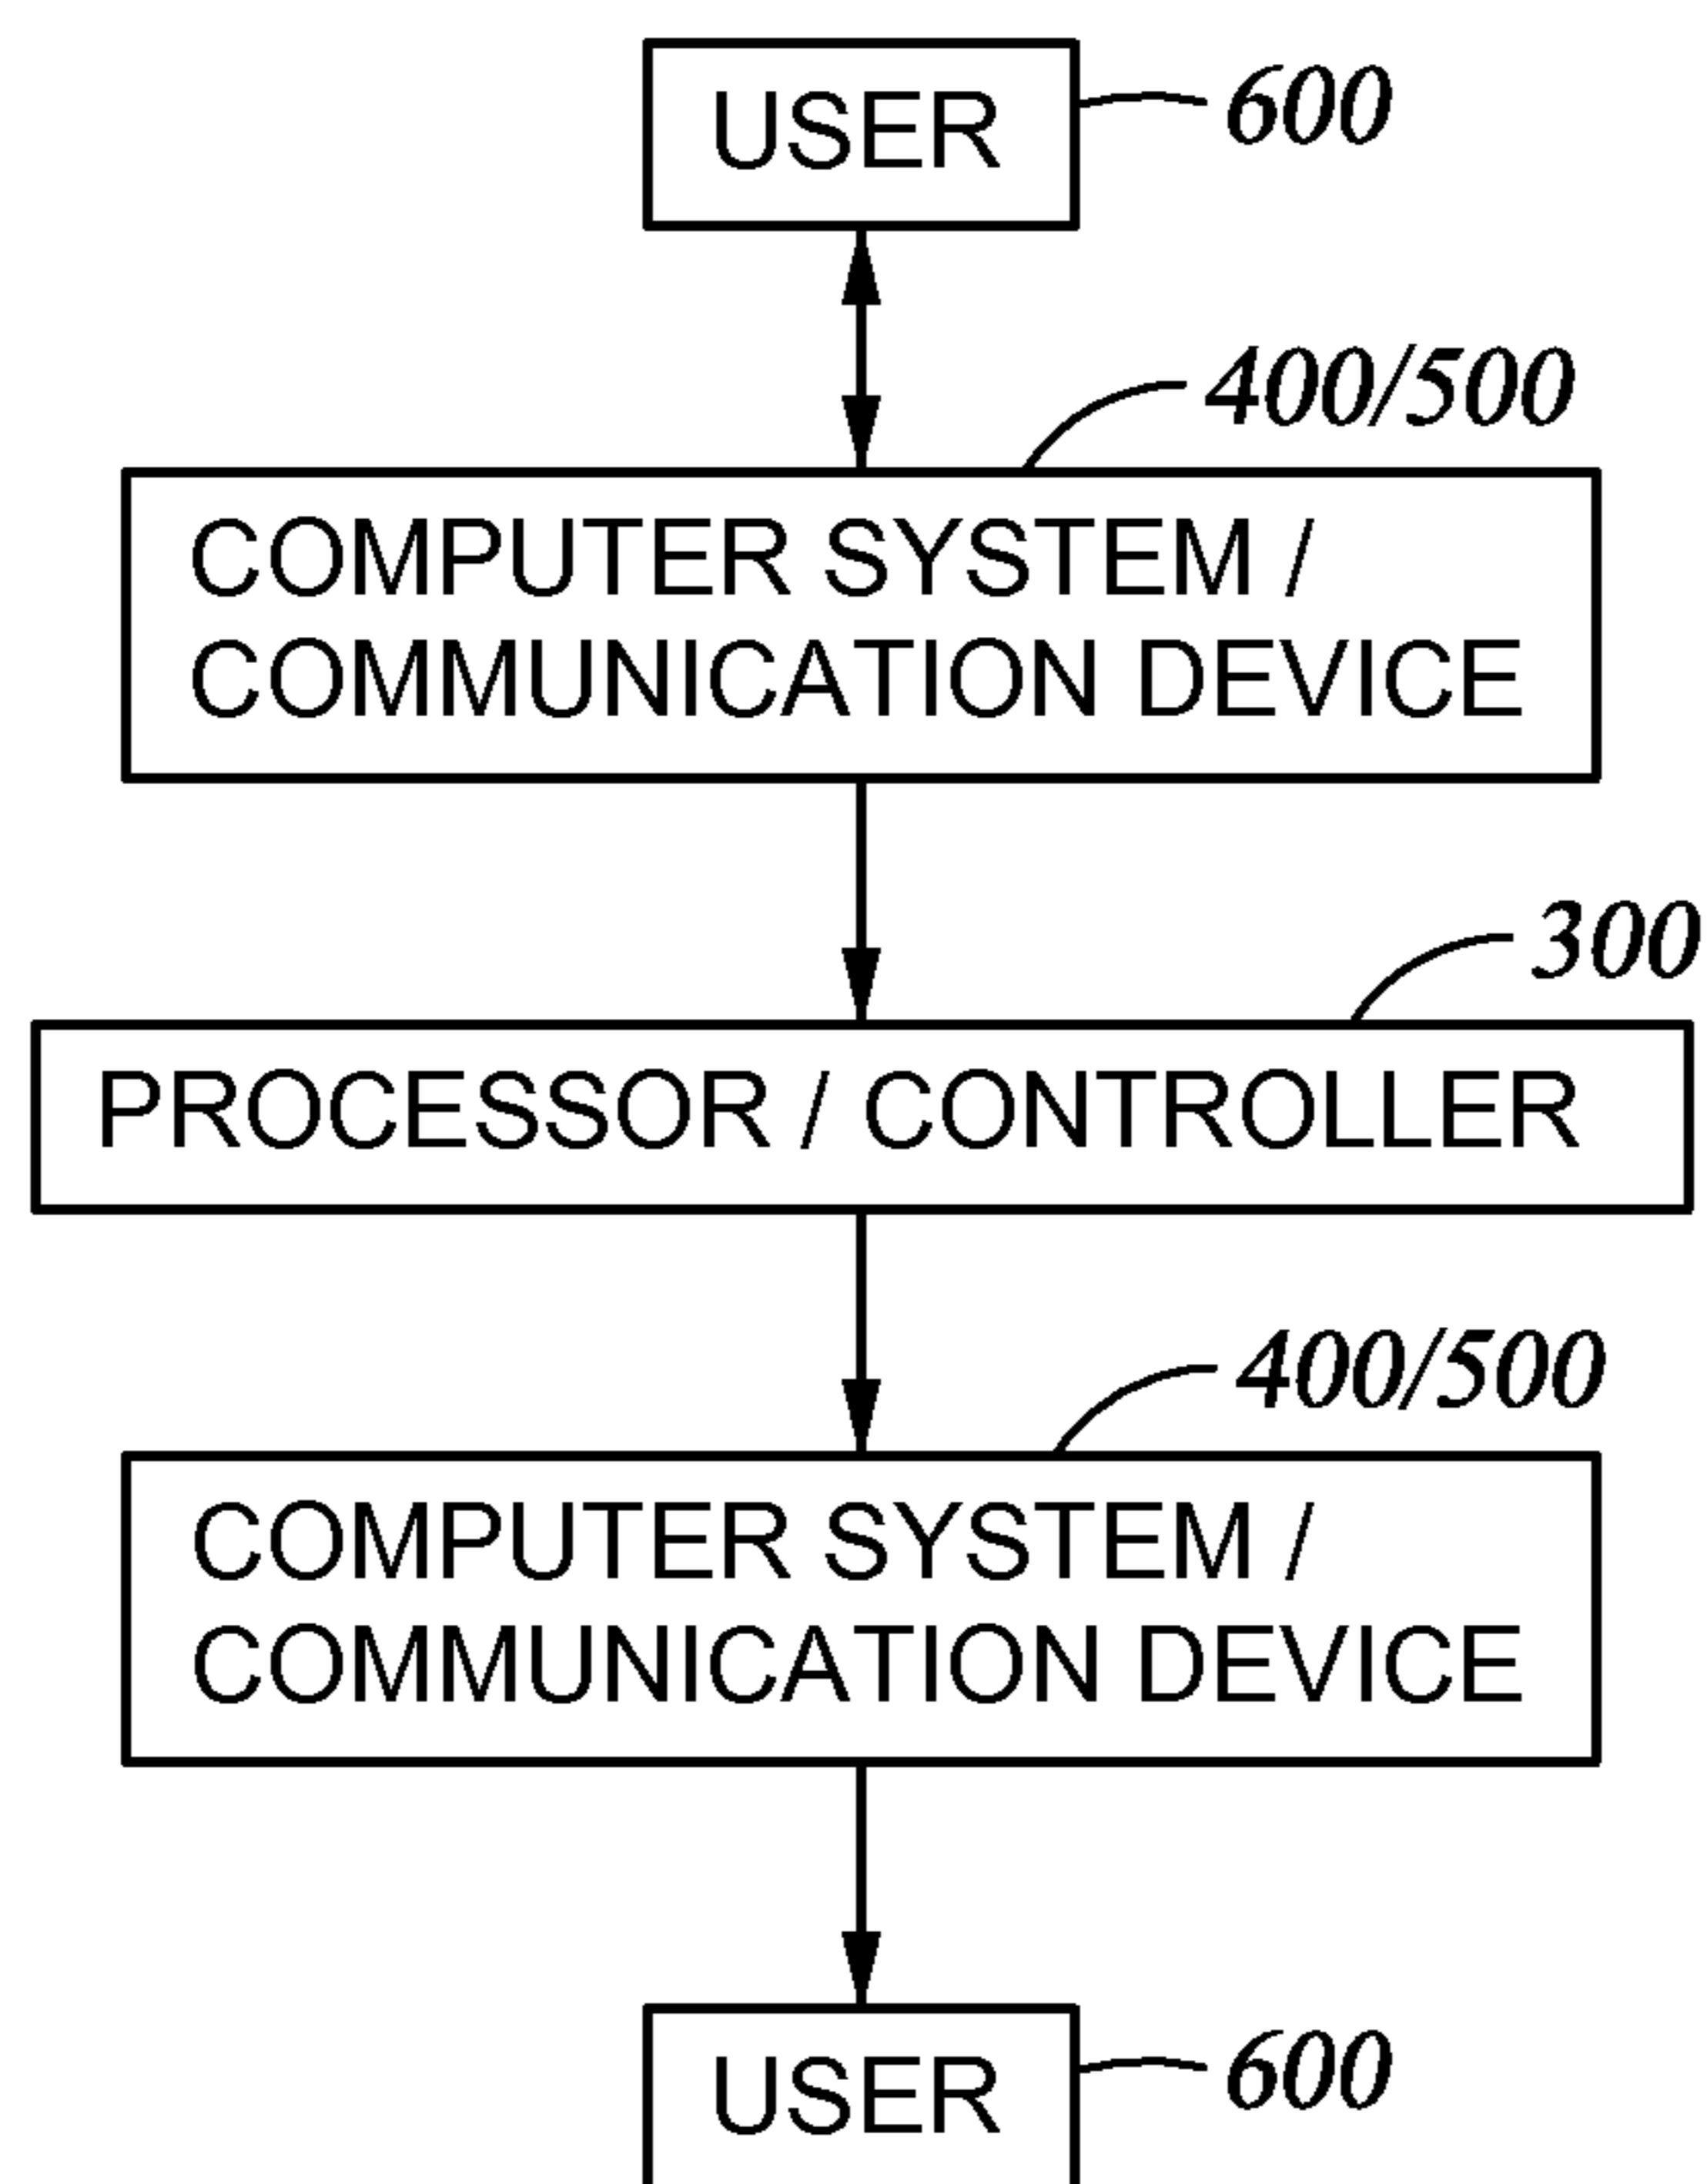 USER
600
400/500
COMPUTER SYSTEM /
COMMUNICATION DEVICE
300
PROCESSOR / CONTROLLER
400/500
COMPUTER SYSTEM /
COMMUNICATION DEVICE
USER
600